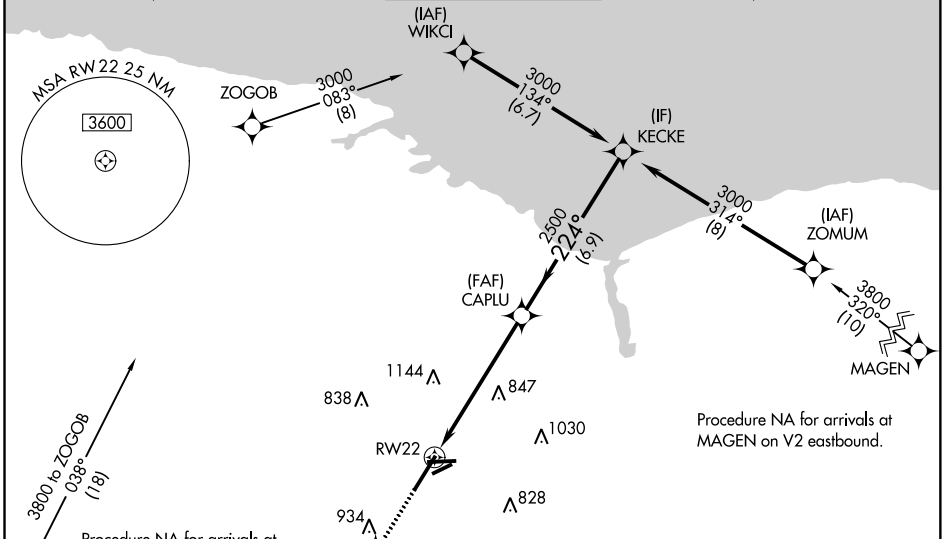 (IAF)
WIKCI
MSA RW22 25 NM
3600
ZOGOB
3000
083°
(8)
3000
134°
(6.7)
(IF)
KECKE
3000
314°
(8)
(IAF)
ZOMUM
2500
224°
(6.9)
(FAF)
CAPLU
3800
320°
(10)
MAGEN
1144
838
847
1030
RW22
828
934
Procedure NA for arrivals at
MAGEN on V2 eastbound.
3800 to ZOGOB
038°
(18)
Procedure NA for arrivals at